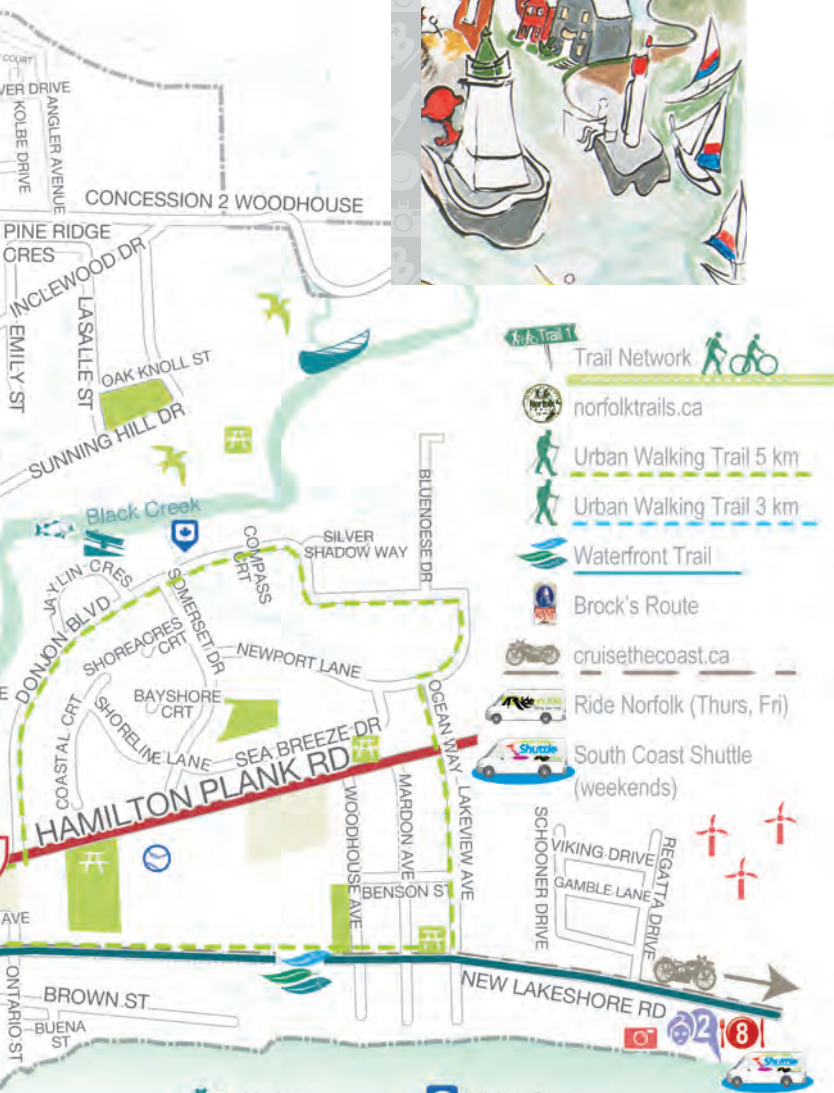 COURT
VER DRIVE
KOLBE DRIVE
ANGLER AVENUE
CONCESSION 2 WOODHOUSE
PINE RIDGE
CRES
INCLEWOOD DR
EMILY ST
LASALLE ST
OAK KNOLL ST
SUNNING HILL DR
Black Creek
Trail 1
Trail Network
Norfolk
norfolktrails.ca
Urban Walking Trail 5 km
Urban Walking Trail 3 km
Waterfront Trail
Brock's Route
cruisethecoast.ca
Ride Norfolk (Thurs, Fri)
Shuttle
South Coast Shuttle
(weekends)
BLUENOESE DR
COMPASS
CRT
SILVER
SHADOW WAY
JAYLIN CRES
DONJON BLVD
SOMERSET DR
SHOREACRES
CRT
NEWPORT LANE
E
BAYSHORE
CRT
COASTAL CRT
SHORELINE LANE
SEA BREEZE DR
OCEAN WAY
HAMILTON PLANK RD
WOODHOUSE AVE
MARDON AVE
LAKEVIEW AVE
BENSON ST
SCHOONER DRIVE
VIKING DRIVE
GAMBLE LANE
REGATTA DRIVE
AVE
ONTARIO ST
BROWN ST
BUENA
ST
NEW LAKESHORE RD
2
8
Shuttle